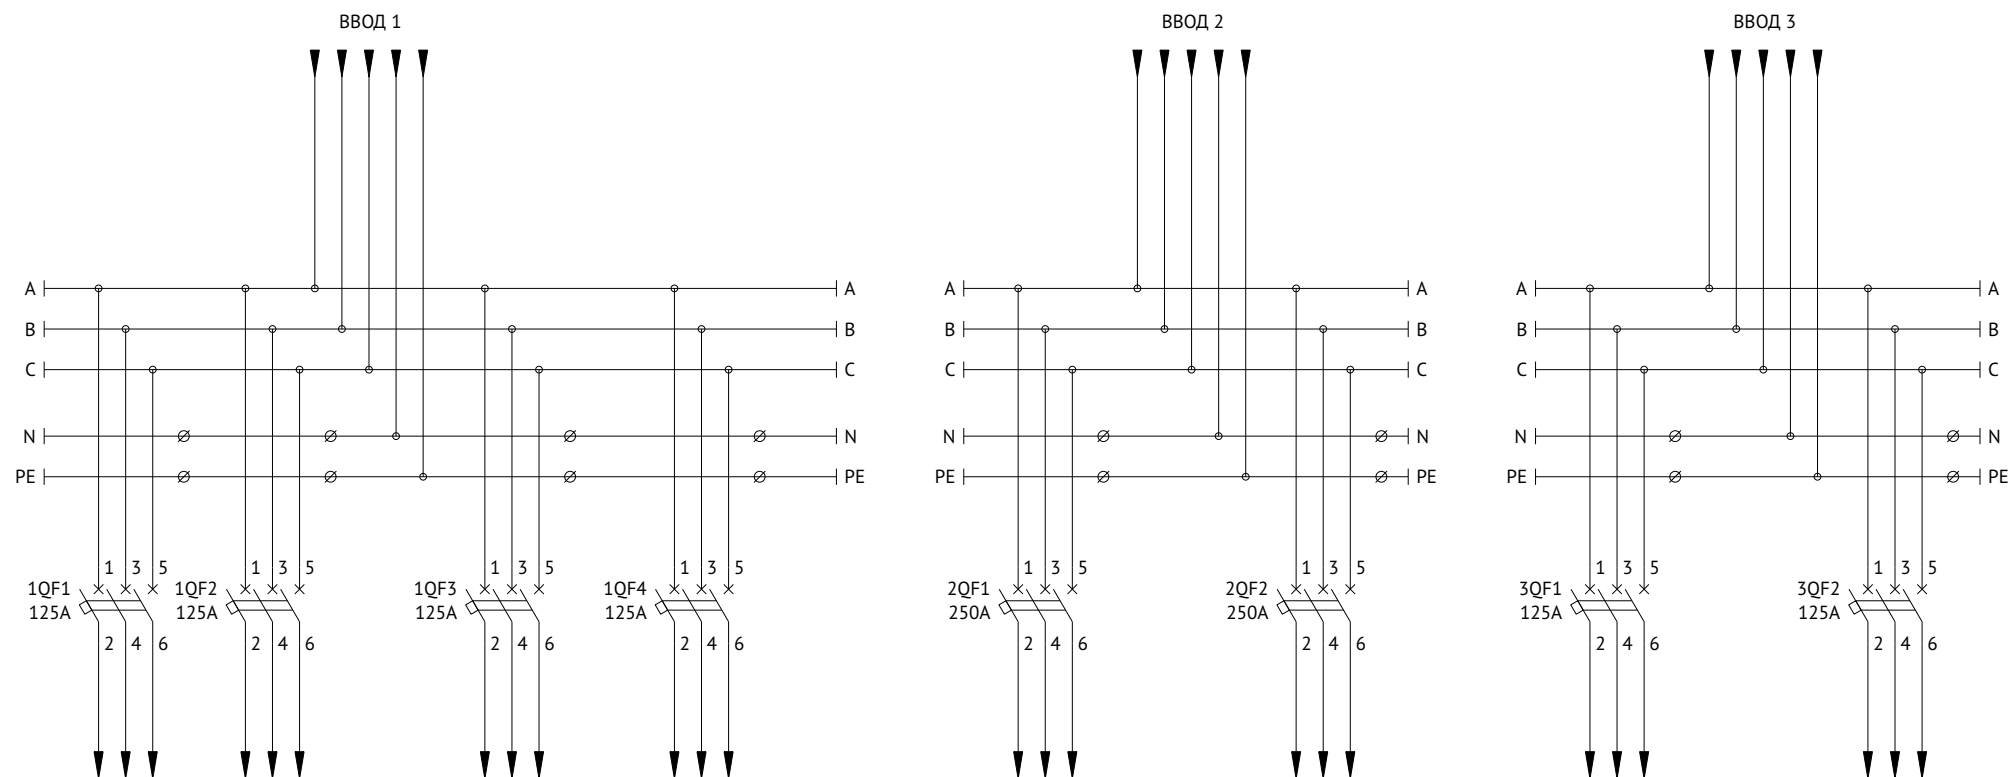 ВВОД 1 ВВОД 2 ВВОД 3
A A A A A A
B B B B B B
C C C C C C
N N N N N N
PE PE PE PE PE PE
1 3 5 1 3 5 1 3 5 1 3 5 1 3 5 1 3 5 1 3 5 1 3 5
1QF1 1QF2 1QF3 1QF4 2QF1 2QF2 3QF1 3QF2
125A 125A 125A 125A 250A 250A 125A 125A
2 4 6 2 4 6 2 4 6 2 4 6 2 4 6 2 4 6 2 4 6 2 4 6